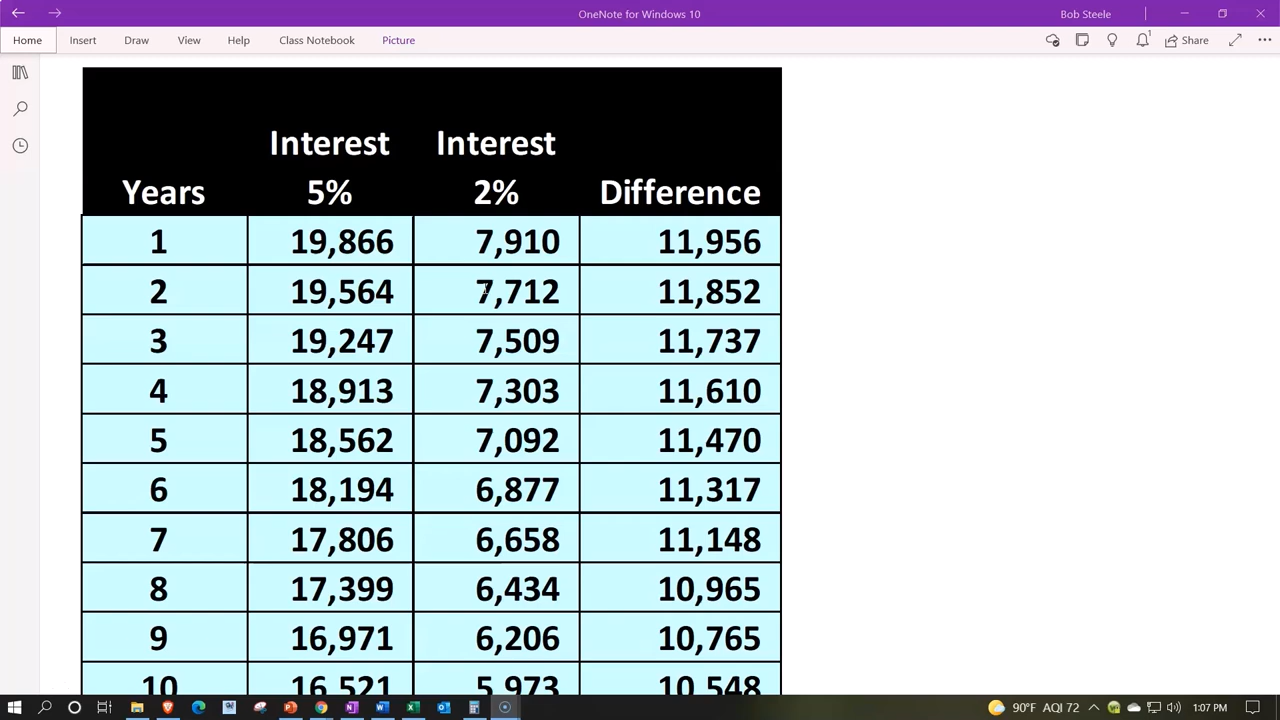 OneNote for Windows 10
Bob Steele
Home Insert Draw View Help Class Notebook Picture
1 Share
Years Interest 5% Interest 2% Difference
1 19,866 7,910 11,956
2 19,564 7,712 11,852
3 19,247 7,509 11,737
4 18,913 7,303 11,610
5 18,562 7,092 11,470
6 18,194 6,877 11,317
7 17,806 6,658 11,148
8 17,399 6,434 10,965
9 16,971 6,206 10,765
10 16,521 5,973 10,548
90°F AQI 72 1:07 PM